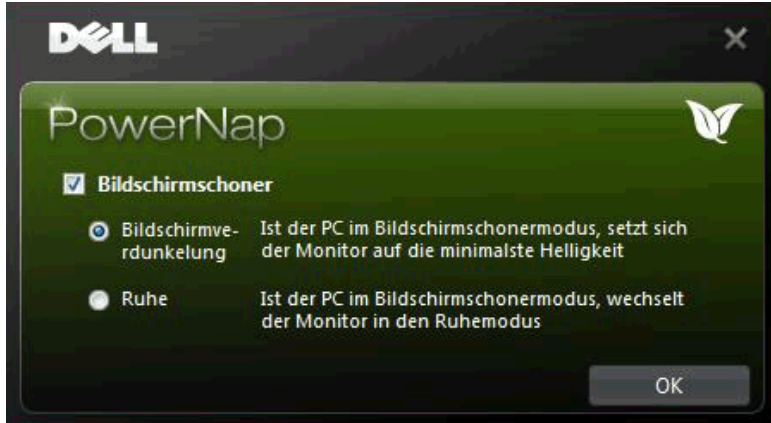 DELL
PowerNap
Bildschirmschoner
Bildschirmve-
rdunkelung
Ist der PC im Bildschirmschonermodus, setzt sich
der Monitor auf die minimalste Helligkeit
Ruhe
Ist der PC im Bildschirmschonermodus, wechselt
der Monitor in den Ruhemodus
OK